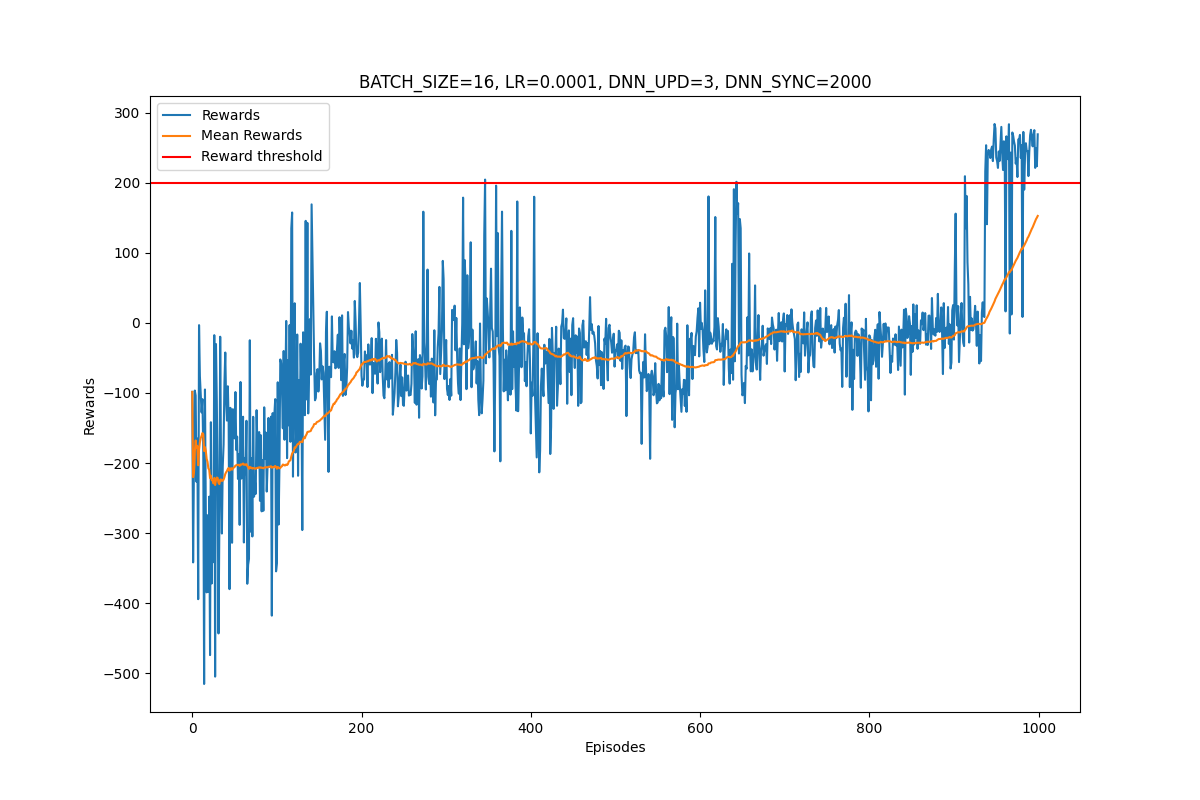 BATCH_SIZE=16, LR=0.0001, DNN_UPD=3, DNN_SYNC=2000
Rewards
Mean Rewards
Reward threshold
300
200
100
0
−100
−200
−300
−400
−500
Rewards
0
200
400
600
800
1000
Episodes